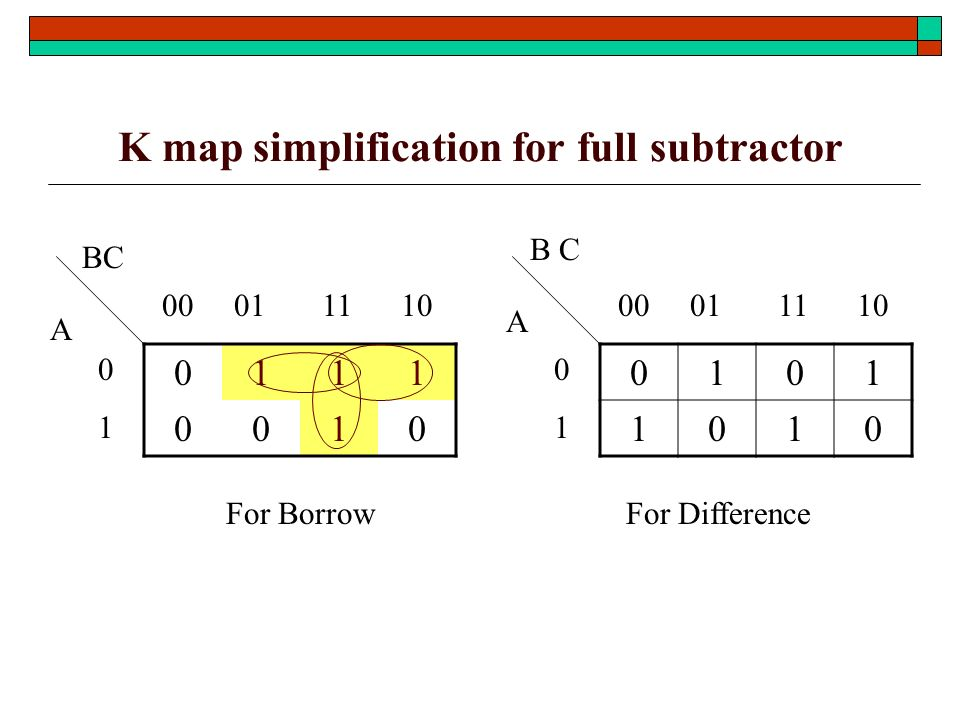 K map simplification for full subtractor
BC
A
00 01 11 10
0 0 1 1 1
1 0 0 1 0
For Borrow
B C
A
00 01 11 10
0 0 1 0 1
1 1 0 1 0
For Difference